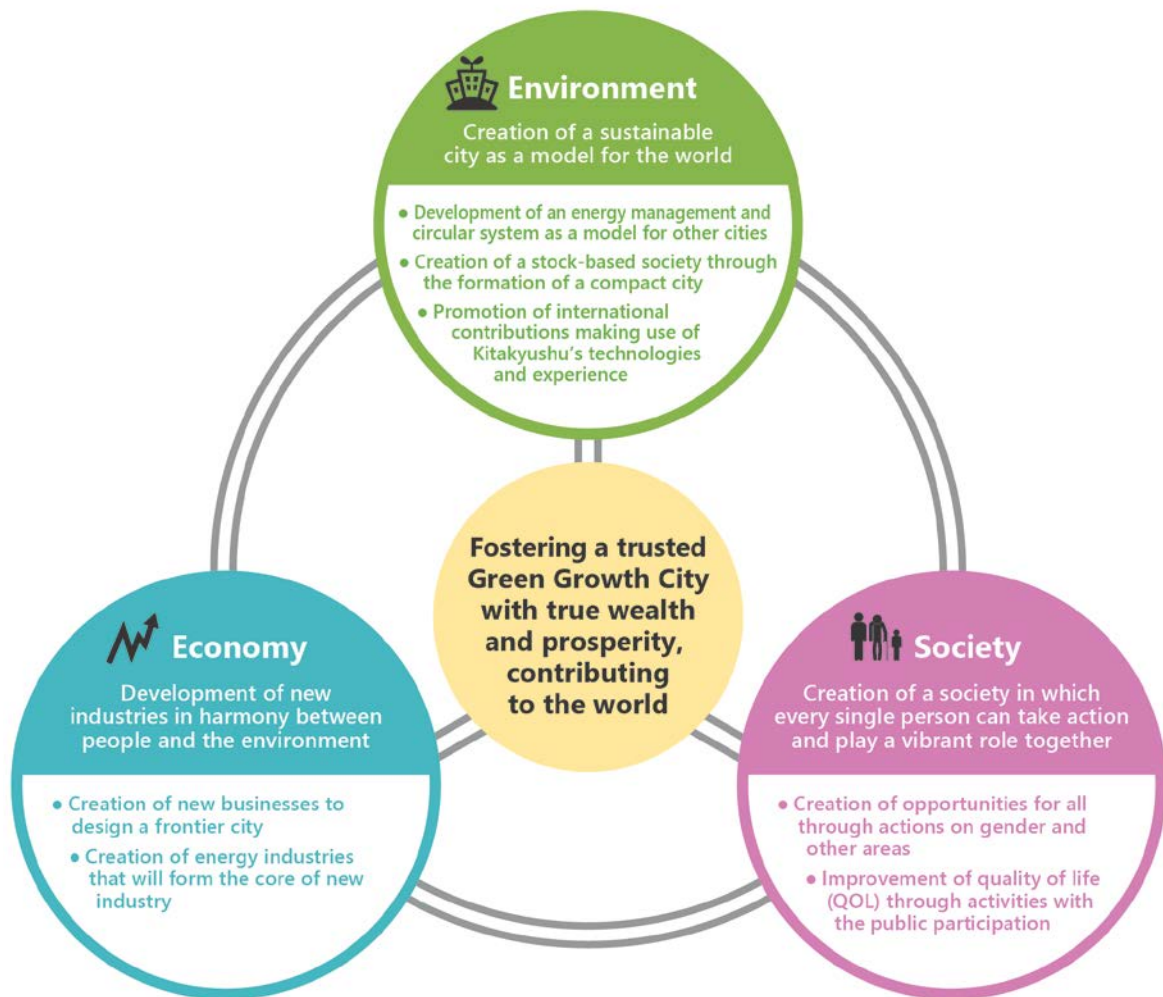 Environment
Creation of a sustainable
city as a model for the world
● Development of an energy management and
circular system as a model for other cities
● Creation of a stock-based society through
the formation of a compact city
● Promotion of international
contributions making use of
Kitakyushu's technologies
and experience
Fostering a trusted
Green Growth City
with true wealth
and prosperity,
contributing
to the world
Economy
Development of new
industries in harmony between
people and the environment
● Creation of new businesses to
design a frontier city
● Creation of energy industries
that will form the core of new
industry
Society
Creation of a society in which
every single person can take action
and play a vibrant role together
● Creation of opportunities for all
through actions on gender and
other areas
● Improvement of quality of life
(QOL) through activities with
the public participation